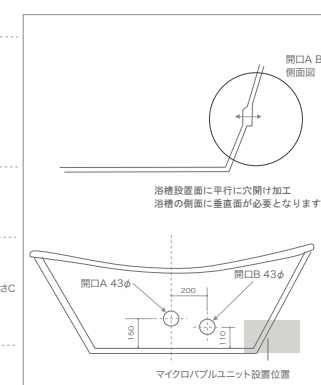 開口A B
側面図
浴槽設置面に平行に穴開け加工
浴槽の側面に垂直面が必要となります
さC
開口A 43φ
開口B 43φ
200
150
110
マイクロバブルユニット設置位置